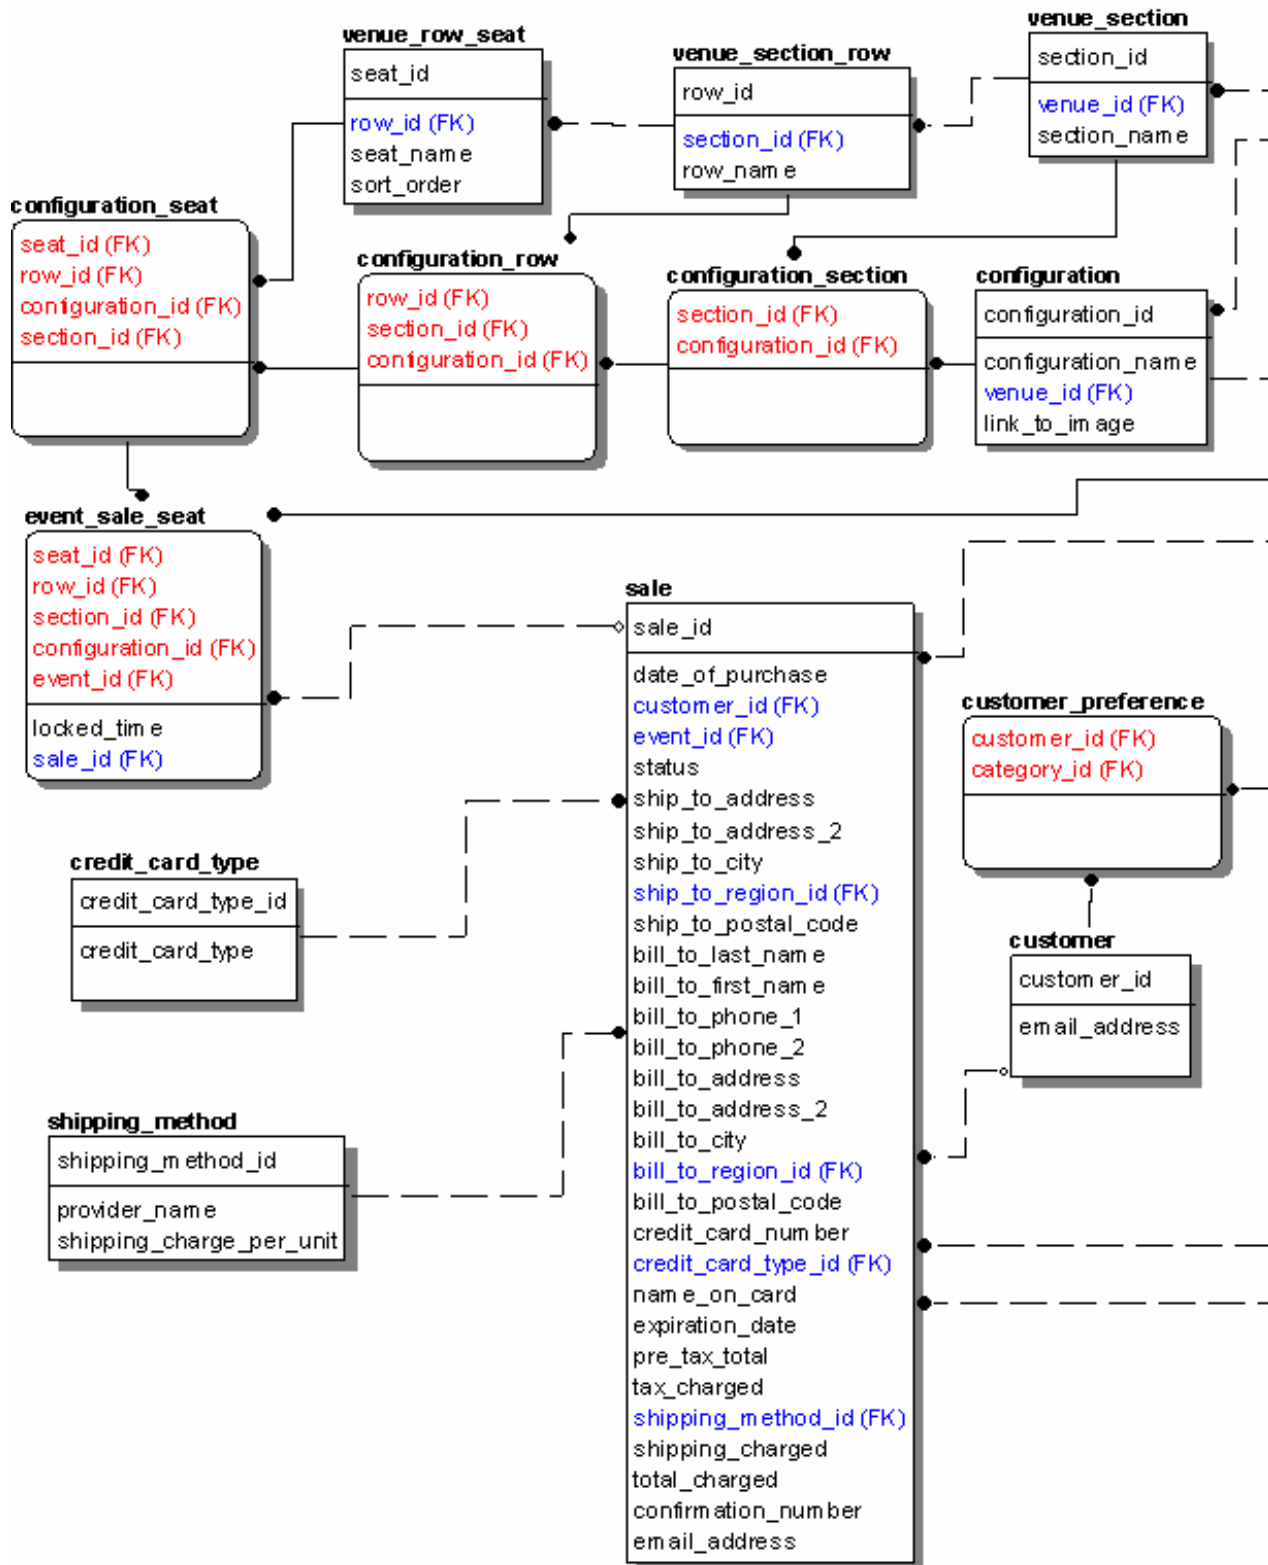 venue_row_seat
seat_id
row_id (FK)
seat_name
sort_order
venue_section_row
row_id
section_id (FK)
row_name
venue_section
section_id
venue_id (FK)
section_name
configuration_seat
seat_id (FK)
row_id (FK)
configuration_id (FK)
section_id (FK)
configuration_row
row_id (FK)
section_id (FK)
configuration_id (FK)
configuration_section
section_id (FK)
configuration_id (FK)
configuration
configuration_id
configuration_name
venue_id (FK)
link_to_image
event_sale_seat
seat_id (FK)
row_id (FK)
section_id (FK)
configuration_id (FK)
event_id (FK)
locked_time
sale_id (FK)
sale
sale_id
date_of_purchase
customer_id (FK)
event_id (FK)
status
ship_to_address
ship_to_address_2
ship_to_city
ship_to_region_id (FK)
ship_to_postal_code
bill_to_last_name
bill_to_first_name
bill_to_phone_1
bill_to_phone_2
bill_to_address
bill_to_address_2
bill_to_city
bill_to_region_id (FK)
bill_to_postal_code
credit_card_number
credit_card_type_id (FK)
name_on_card
expiration_date
pre_tax_total
tax_charged
shipping_method_id (FK)
shipping_charged
total_charged
confirmation_number
email_address
customer_preference
customer_id (FK)
category_id (FK)
credit_card_type
credit_card_type_id
credit_card_type
customer
customer_id
email_address
shipping_method
shipping_method_id
provider_name
shipping_charge_per_unit